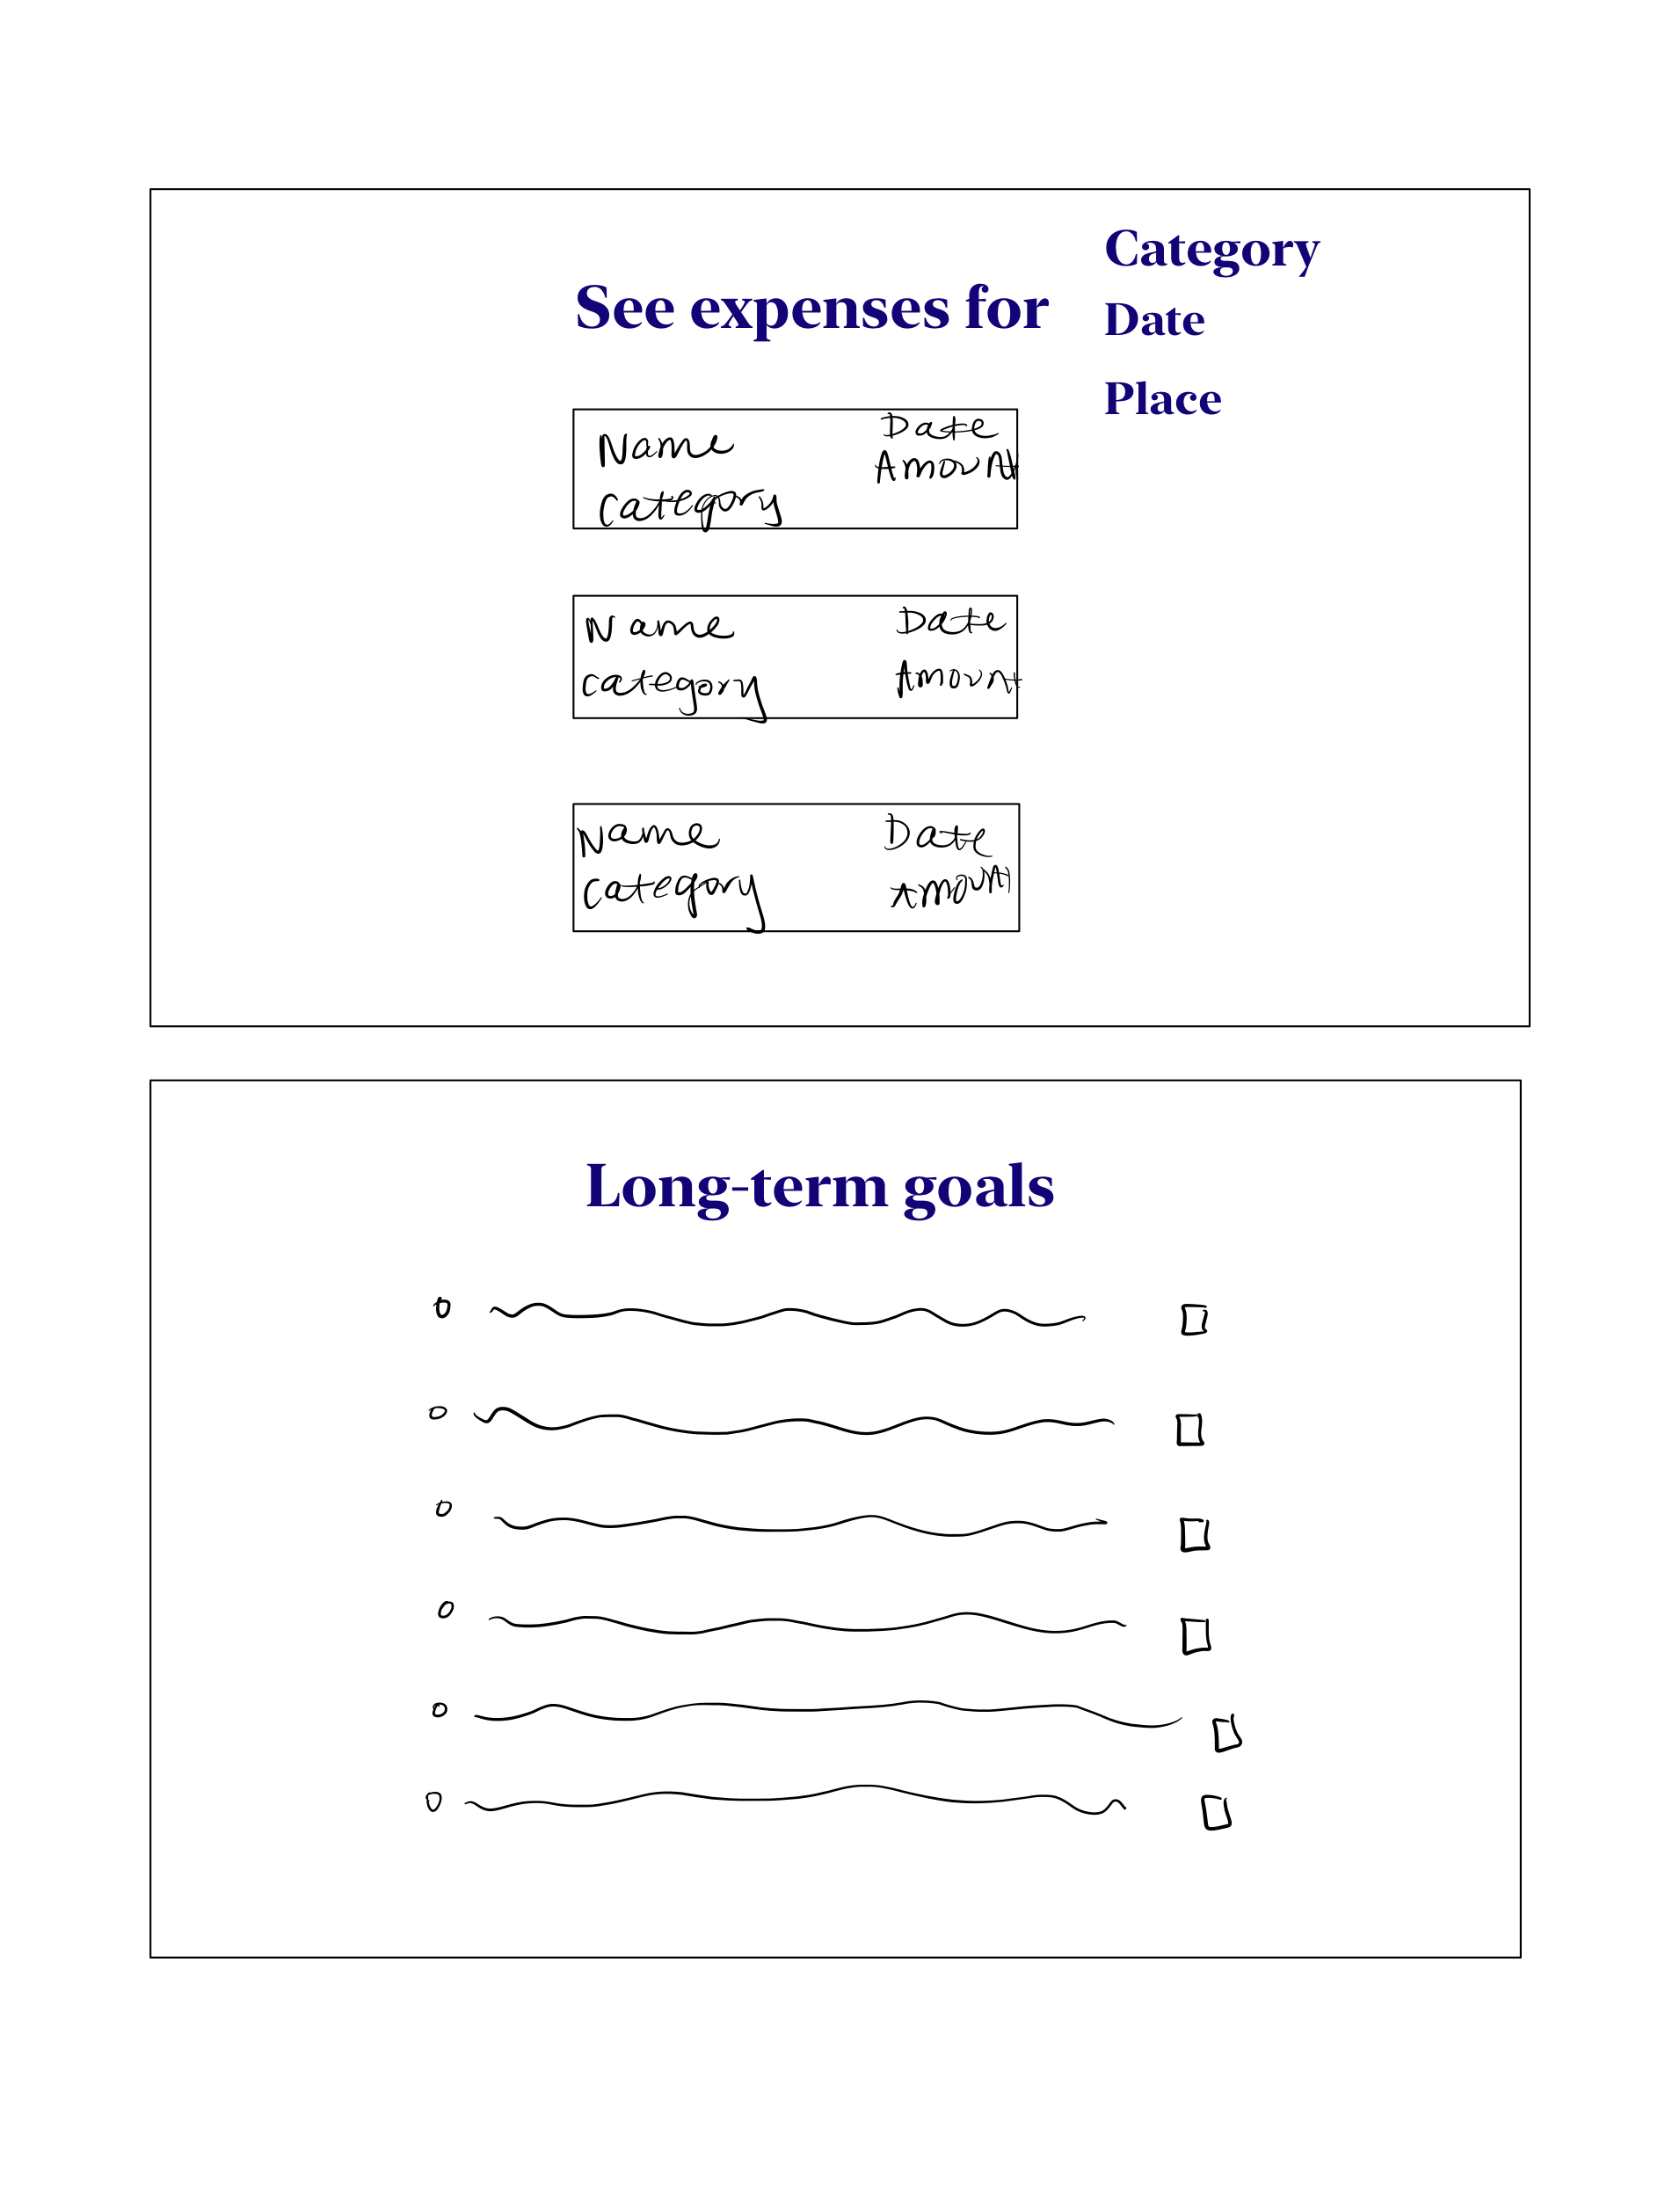 See expenses for
Category
Date
Place
Name
Category
Date
Amount
Name
category
Date
Amount
Name
Category
Date
Amount
Long-term goals